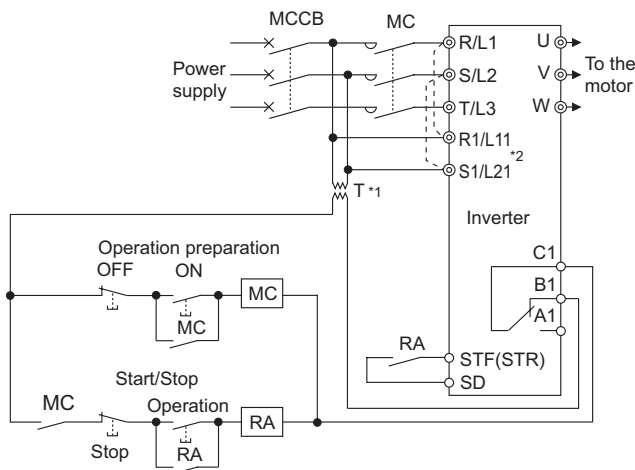 MCCB
MC
R/L1
U
Power
supply
S/L2
V
To the
motor
T/L3
W
R1/L11
*2
S1/L21
T *1
Inverter
Operation preparation
OFF
ON
MC
MC
C1
B1
A1
RA
STF(STR)
SD
Start/Stop
MC
Operation
RA
Stop
RA